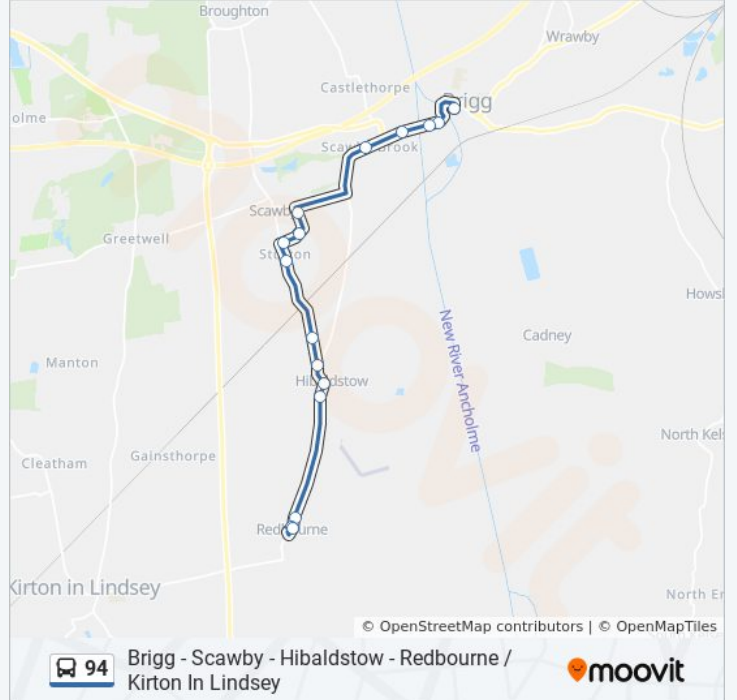 Broughton
Wrawby
Castlethorpe
Brigg
olme
Scawby Brook
Scawby
Greetwell
Sturton
Howsh
New River Ancholme
Cadney
Manton
Hibaldstow
North Kels
Gainsthorpe
Cleatham
Redbourne
Kirton in Lindsey
North Er
© OpenStreetMap contributors | © OpenMapTiles
94
Brigg - Scawby - Hibaldstow - Redbourne /
Kirton In Lindsey
moovit